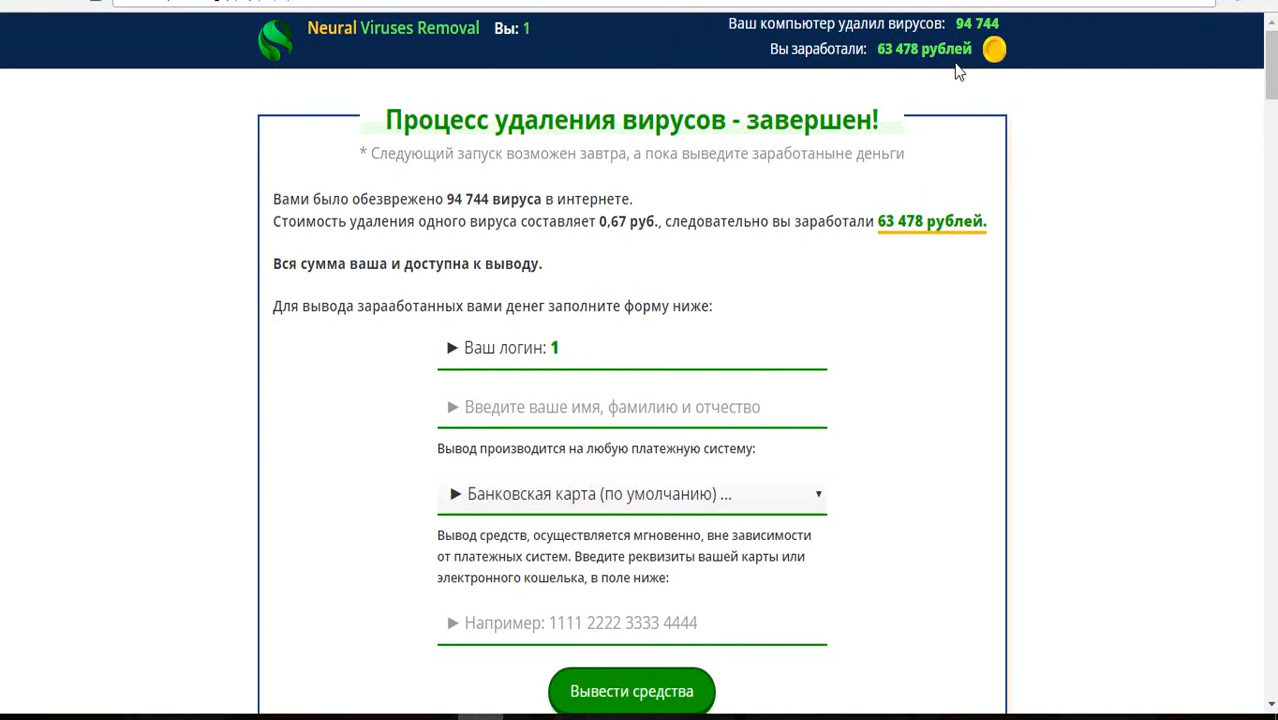 Neural Viruses Removal Вы: 1
Ваш компьютер удалил вирусов: 94 744
Вы заработали: 63 478 рублей
Процесс удаления вирусов - завершен!
* Следующий запуск возможен завтра, а пока выведите заработаныне деньги
Вами было обезврежено 94 744 вируса в интернете.
Стоимость удаления одного вируса составляет 0,67 руб., следовательно вы заработали 63 478 рублей.
Вся сумма ваша и доступна к выводу.
Для вывода зараaботанных вами денег заполните форму ниже:
► Ваш логин: 1
► Введите ваше имя, фамилию и отчество
Вывод производится на любую платежную систему:
► Банковская карта (по умолчанию) ...
Вывод средств, осуществляется мгновенно, вне зависимости
от платежных систем. Введите реквизиты вашей карты или
электронного кошелька, в поле ниже:
► Например: 1111 2222 3333 4444
Вывести средства